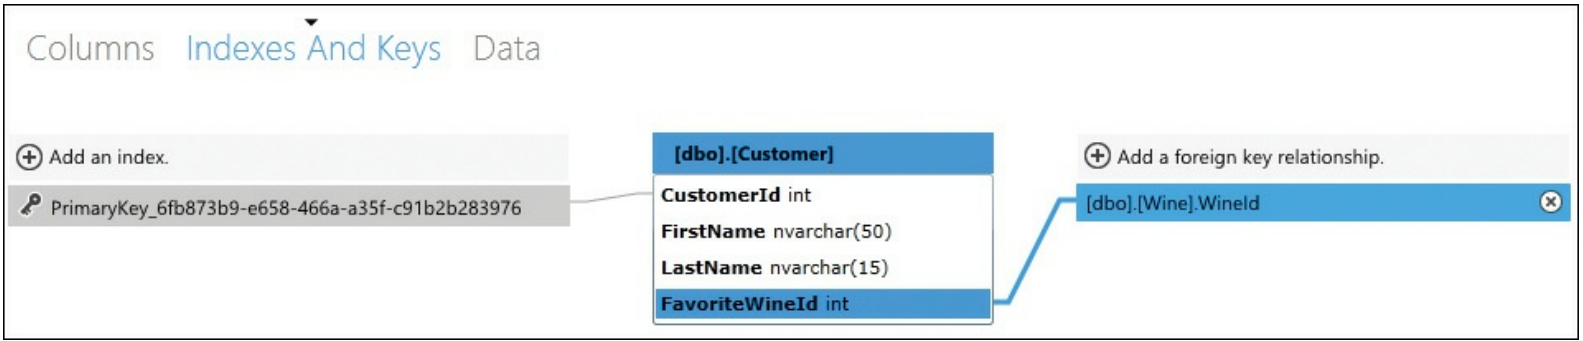 Columns Indexes And Keys Data
Add an index.
PrimaryKey_6fb873b9-e658-466a-a35f-c91b2b283976
[dbo].[Customer]
CustomerId int
FirstName nvarchar(50)
LastName nvarchar(15)
FavoriteWineId int
Add a foreign key relationship.
[dbo].[Wine].WineId